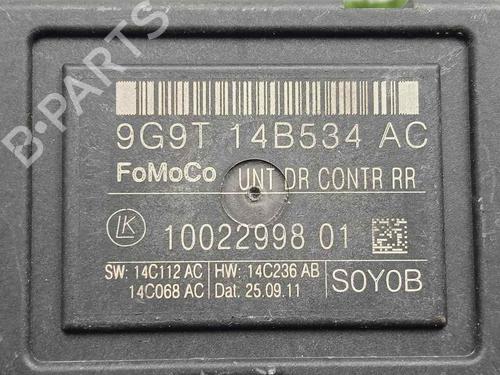 B-PARTS
9G9T 14B534 AC
FoMoCo UNT DR CONTR RR
LK 10022998 01
SW: 14C112 AC HW: 14C236 AB
14C068 AC Dat: 25.09.11 S0Y0B